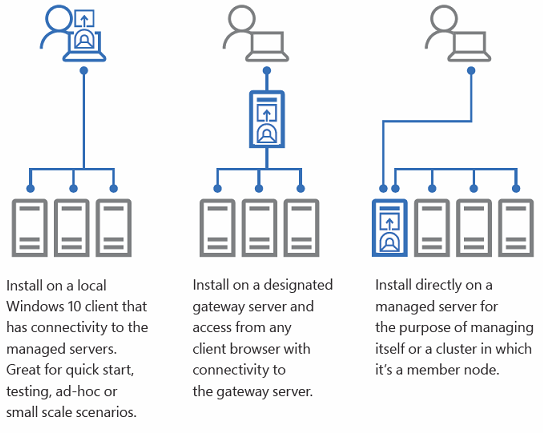 Install on a local
Windows 10 client that
has connectivity to the
managed servers.
Great for quick start,
testing, ad-hoc or
small scale scenarios.
Install on a designated
gateway server and
access from any
client browser with
connectivity to
the gateway server.
Install directly on a
managed server for
the purpose of managing
itself or a cluster in which
it's a member node.